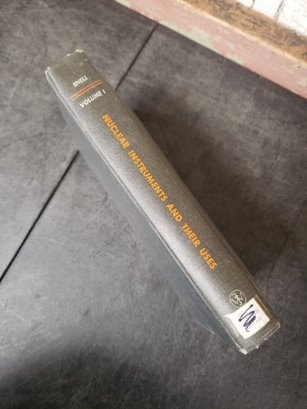 SNELL
VOLUME I
NUCLEAR INSTRUMENTS AND THEIR USES